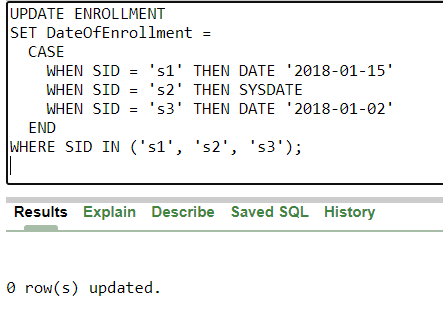 UPDATE ENROLLMENT
SET DateOfEnrollment =
CASE
WHEN SID = 's1' THEN DATE '2018-01-15'
WHEN SID = 's2' THEN SYSDATE
WHEN SID = 's3' THEN DATE '2018-01-02'
END
WHERE SID IN ('s1', 's2', 's3');
Results Explain Describe Saved SQL History
0 row(s) updated.